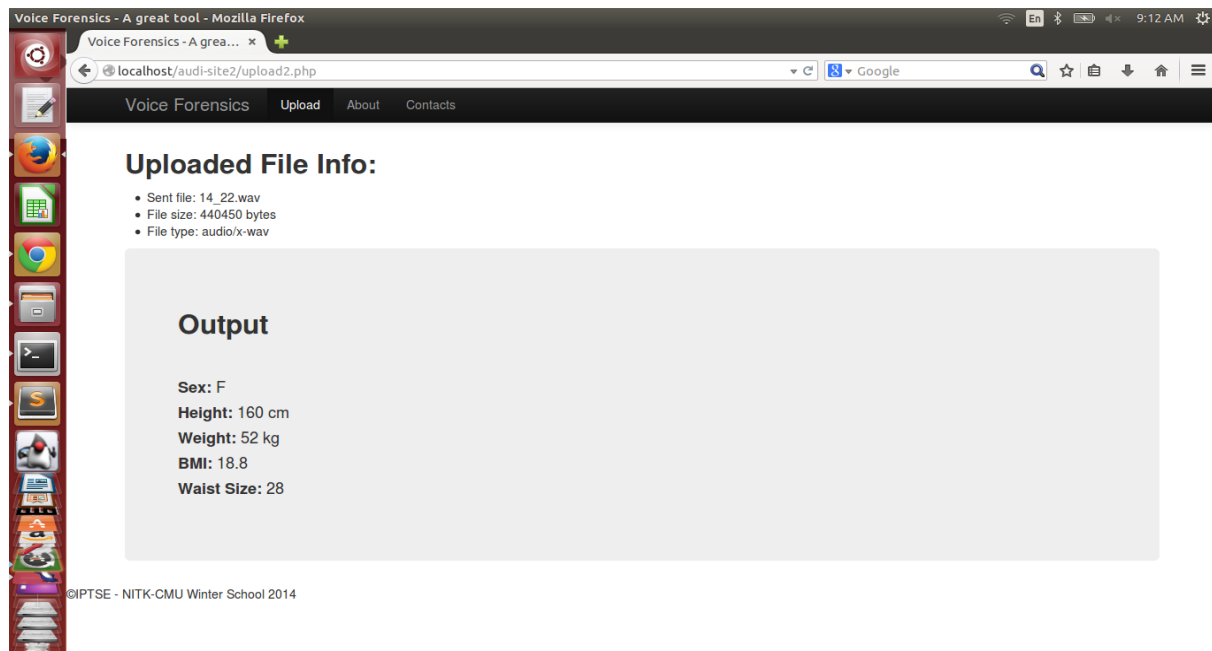 Voice Forensics - A great tool - Mozilla Firefox
En
9:12 AM
Voice Forensics - A grea...
localhost/audi-site2/upload2.php
Google
Voice Forensics Upload About Contacts
Uploaded File Info:
• Sent file: 14_22.wav
• File size: 440450 bytes
• File type: audio/x-wav
Output
Sex: F
Height: 160 cm
Weight: 52 kg
BMI: 18.8
Waist Size: 28
©IPTSE - NITK-CMU Winter School 2014